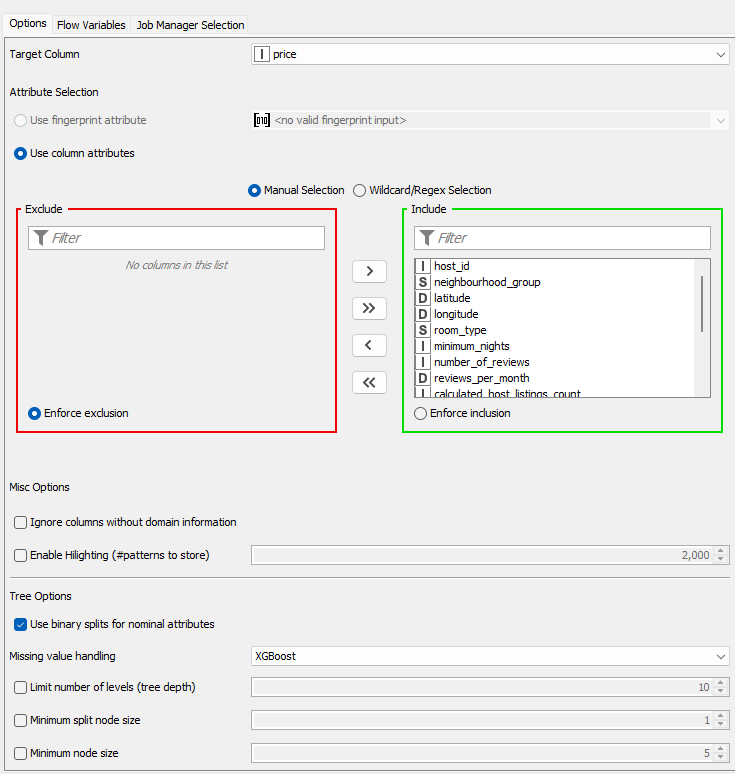 Options Flow Variables Job Manager Selection
Target Column I price
Attribute Selection
Use fingerprint attribute [010] <no valid fingerprint input>
Use column attributes
Manual Selection Wildcard/Regex Selection
Exclude Include
Filter Filter
No columns in this list
> 
>>
<
<<
I host_id
S neighbourhood_group
D latitude
D longitude
S room_type
I minimum_nights
I number_of_reviews
D reviews_per_month
I calculated_host_listings_count
Enforce exclusion Enforce inclusion
Misc Options
Ignore columns without domain information
Enable Hilighting (#patterns to store) 2,000
Tree Options
Use binary splits for nominal attributes
Missing value handling XGBoost
Limit number of levels (tree depth) 10
Minimum split node size 1
Minimum node size 5